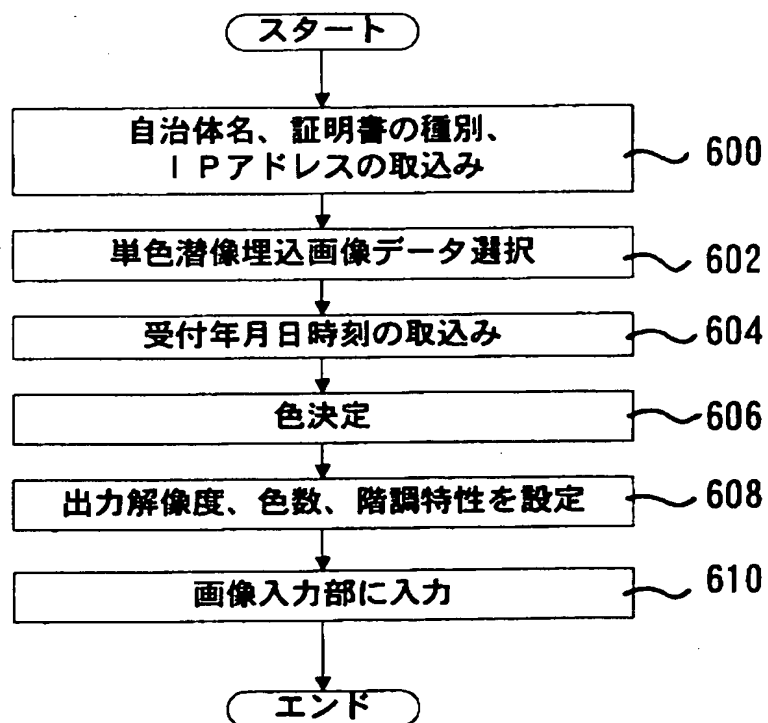 スタート
自治体名、証明書の種別、
IPアドレスの取込み
600
単色潜像埋込画像データ選択
602
受付年月日時刻の取込み
604
色決定
606
出力解像度、色数、階調特性を設定
608
画像入力部に入力
610
エンド